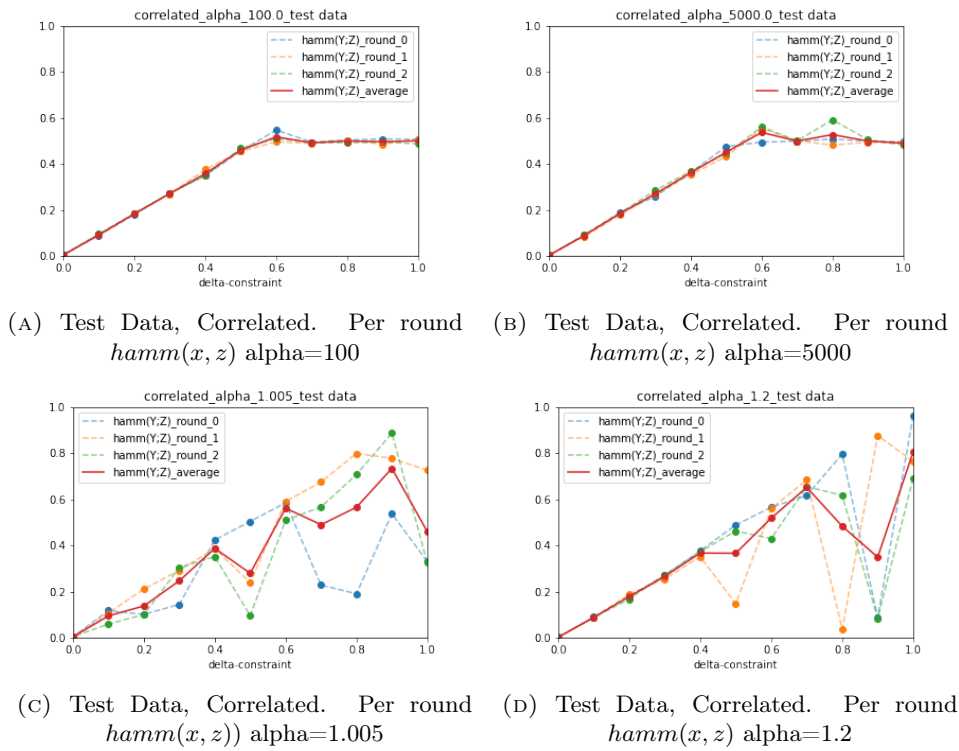 correlated_alpha_100.0_test data
1.0
0.8
0.6
0.4
0.2
0.0
hamm(Y;Z)_round_0
hamm(Y;Z)_round_1
hamm(Y;Z)_round_2
hamm(Y;Z)_average
0.0 0.2 0.4 0.6 0.8 1.0
delta-constraint
(A) Test Data, Correlated. Per round
hamm(x, z) alpha=100
correlated_alpha_5000.0_test data
1.0
0.8
0.6
0.4
0.2
0.0
hamm(Y;Z)_round_0
hamm(Y;Z)_round_1
hamm(Y;Z)_round_2
hamm(Y;Z)_average
0.0 0.2 0.4 0.6 0.8 1.0
delta-constraint
(B) Test Data, Correlated. Per round
hamm(x, z) alpha=5000
correlated_alpha_1.005_test data
1.0
0.8
0.6
0.4
0.2
0.0
hamm(Y;Z)_round_0
hamm(Y;Z)_round_1
hamm(Y;Z)_round_2
hamm(Y;Z)_average
0.0 0.2 0.4 0.6 0.8 1.0
delta-constraint
(C) Test Data, Correlated. Per round
hamm(x, z)) alpha=1.005
correlated_alpha_1.2_test data
1.0
0.8
0.6
0.4
0.2
0.0
hamm(Y;Z)_round_0
hamm(Y;Z)_round_1
hamm(Y;Z)_round_2
hamm(Y;Z)_average
0.0 0.2 0.4 0.6 0.8 1.0
delta-constraint
(D) Test Data, Correlated. Per round
hamm(x, z) alpha=1.2